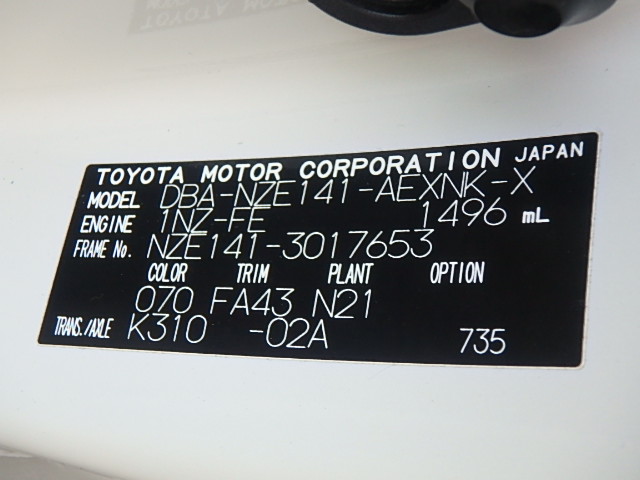 TOYOTA MOTOR CORPORATION JAPAN
MODEL DBA-NZE141-AEXNK-X
ENGINE 1NZ-FE 1496 mL
FRAME No. NZE141-3017653
COLOR TRIM PLANT OPTION
070 FA43 N21
TRANS./AXLE K310 -02A 735